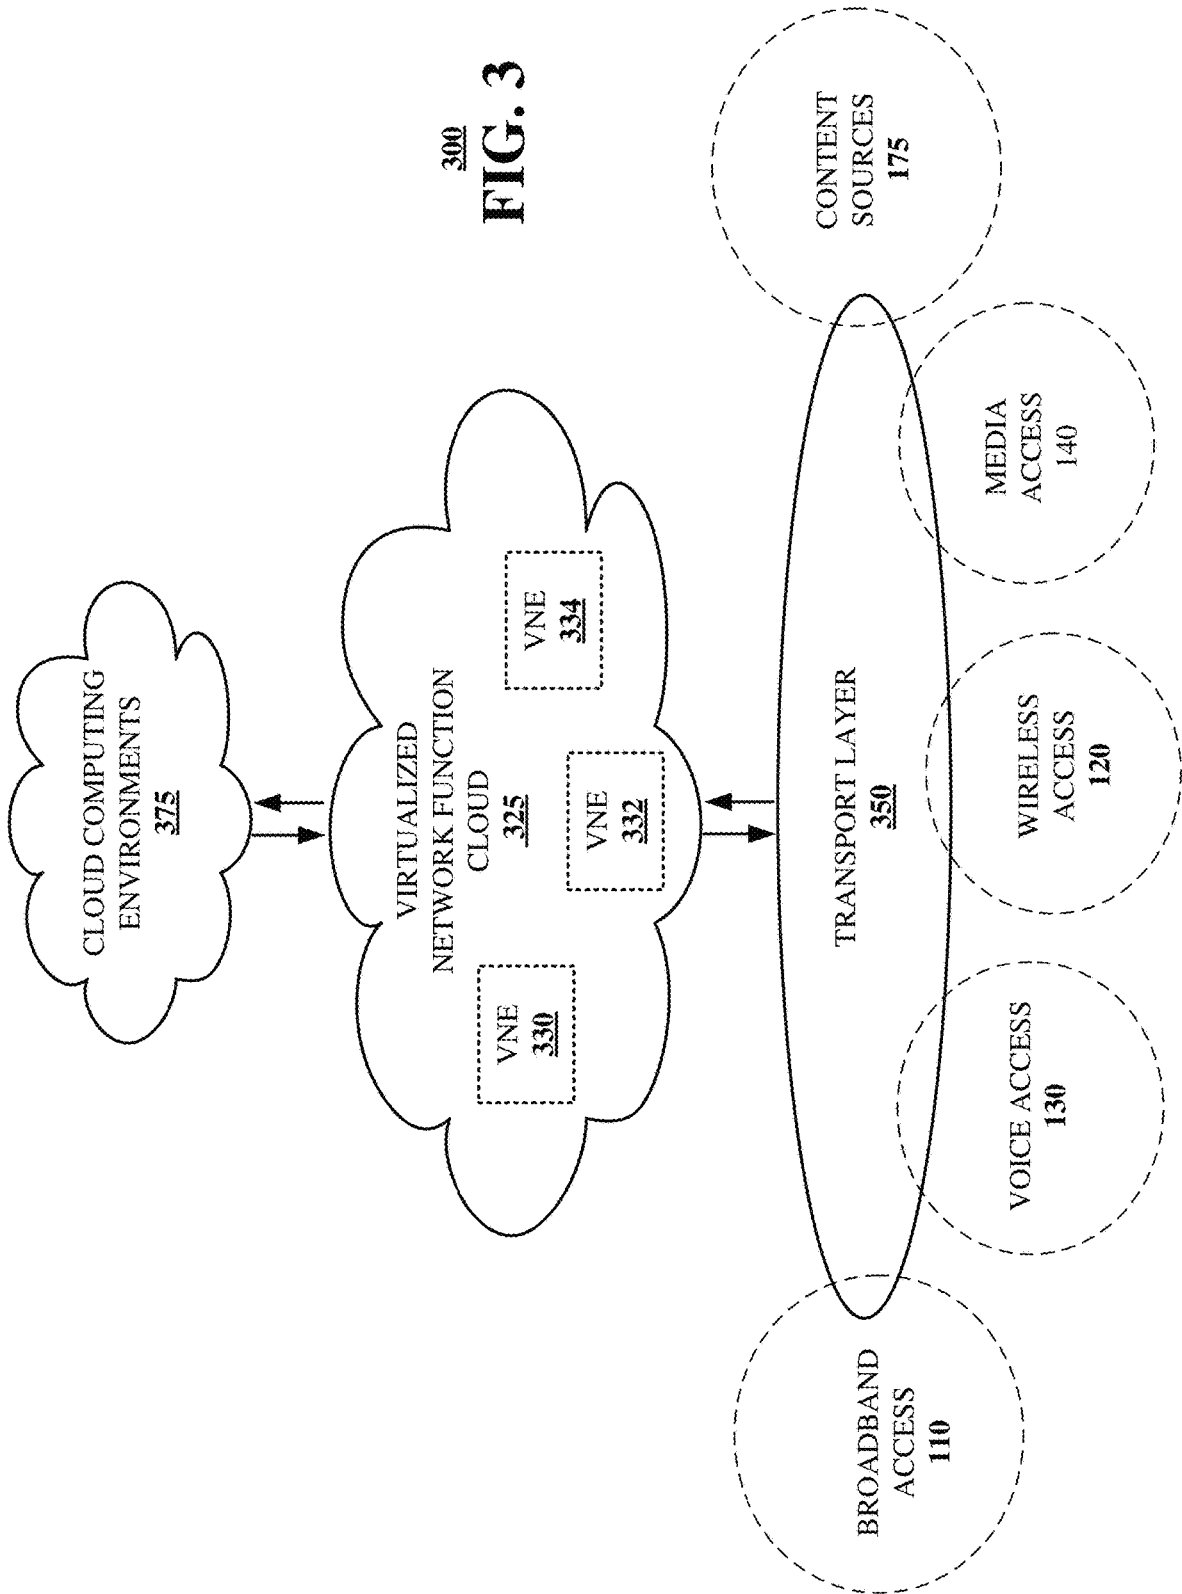 CLOUD COMPUTING
ENVIRONMENTS
375
VIRTUALIZED
NETWORK FUNCTION
CLOUD
325
VNE
330
VNE
332
VNE
334
300
FIG. 3
TRANSPORT LAYER
350
BROADBAND
ACCESS
110
VOICE ACCESS
130
WIRELESS
ACCESS
120
MEDIA
ACCESS
140
CONTENT
SOURCES
175